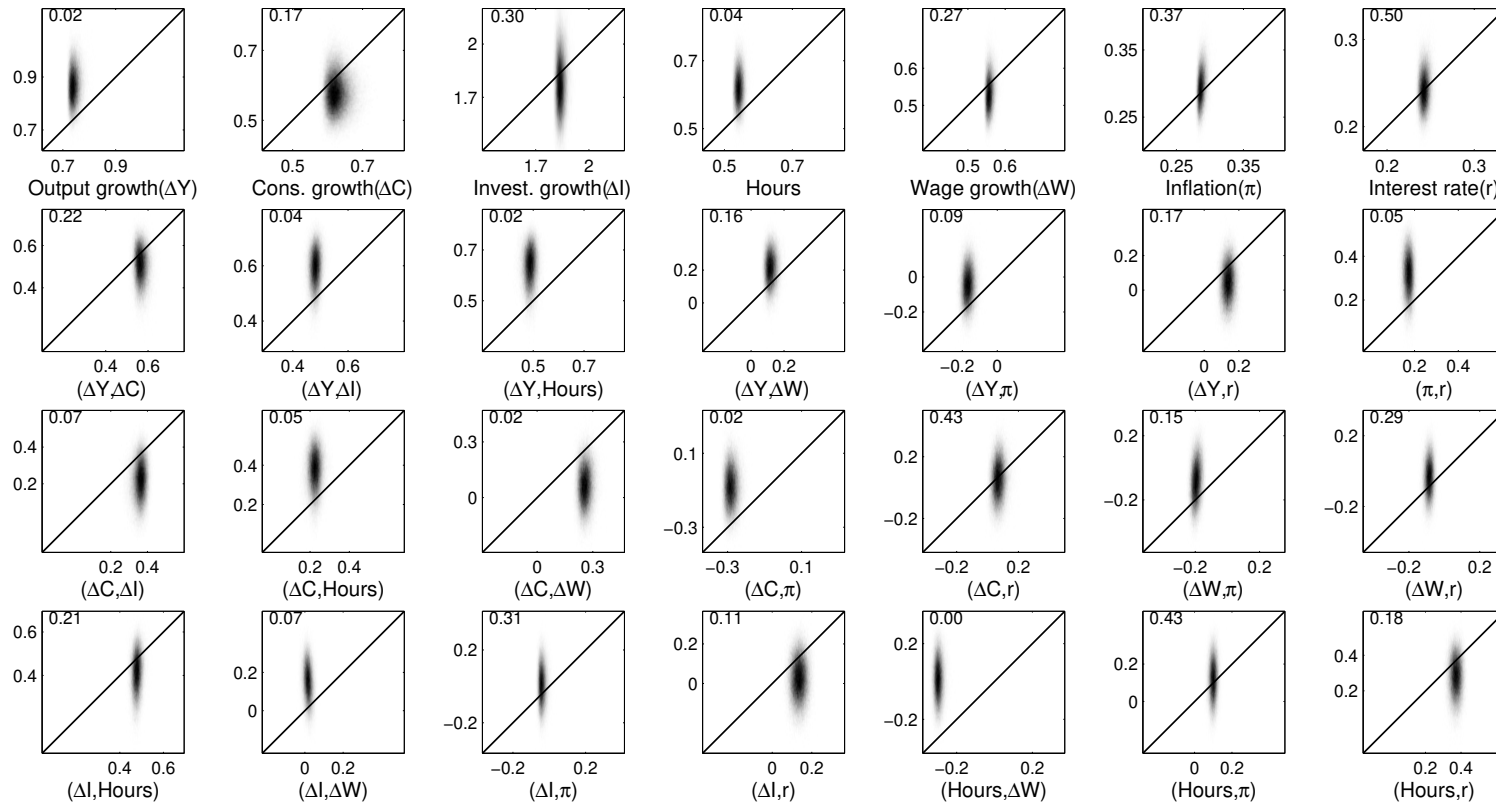 0.02 0.17 0.30 0.04 0.27 0.37 0.50
0.9 0.7
0.7 0.5
2 1.7
0.7 0.5
0.6 0.5
0.35 0.25
0.3 0.2
0.7 0.9 0.5 0.7 1.7 2 0.5 0.7 0.5 0.6 0.25 0.35 0.2 0.3
Output growth(ΔY) Cons. growth(ΔC) Invest. growth(ΔI) Hours Wage growth(ΔW) Inflation(π) Interest rate(r)
0.22 0.04 0.02 0.16 0.09 0.17 0.05
0.6 0.4
0.8 0.6 0.4
0.7 0.5
0.2 0
0 −0.2
0.2 0
0.4 0.2
0.4 0.6 0.4 0.6 0.5 0.7 0 0.2 −0.2 0 0 0.2 0.2 0.4
(ΔY,ΔC) (ΔY,ΔI) (ΔY,Hours) (ΔY,ΔW) (ΔY,π) (ΔY,r) (π,r)
0.07 0.05 0.02 0.02 0.43 0.15 0.29
0.4 0.2
0.6 0.4 0.2
0.3 0
0.1 −0.3
0.2 −0.2
0.2 −0.2
0.2 −0.2
0.2 0.4 0.2 0.4 0 0.3 −0.3 0.1 −0.2 0.2 −0.2 0.2 −0.2 0.2
(ΔC,ΔI) (ΔC,Hours) (ΔC,ΔW) (ΔC,π) (ΔC,r) (ΔW,π) (ΔW,r)
0.21 0.07 0.31 0.11 0.00 0.43 0.18
0.6 0.4
0.2 0
0.2 −0.2
0.2 0
0.2 −0.2
0.2 0
0.4 0.2
0.4 0.6 0 0.2 −0.2 0.2 0 0.2 −0.2 0.2 0 0.2 0.2 0.4
(ΔI,Hours) (ΔI,ΔW) (ΔI,π) (ΔI,r) (Hours,ΔW) (Hours,π) (Hours,r)